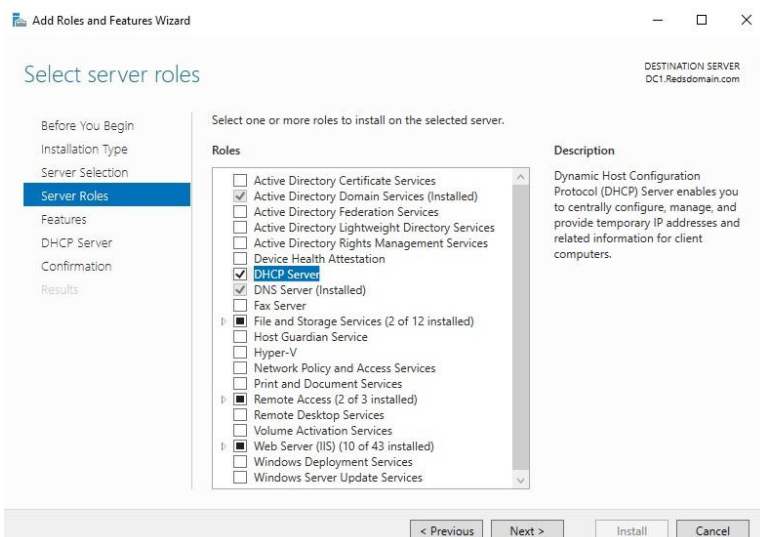 Add Roles and Features Wizard
Select server roles
DESTINATION SERVER
DC1.Redsdomain.com
Before You Begin
Installation Type
Server Selection
Server Roles
Features
DHCP Server
Confirmation
Results
Select one or more roles to install on the selected server.
Roles
Active Directory Certificate Services
Active Directory Domain Services (Installed)
Active Directory Federation Services
Active Directory Lightweight Directory Services
Active Directory Rights Management Services
Device Health Attestation
DHCP Server
DNS Server (Installed)
Fax Server
File and Storage Services (2 of 12 installed)
Host Guardian Service
Hyper-V
Network Policy and Access Services
Print and Document Services
Remote Access (2 of 3 installed)
Remote Desktop Services
Volume Activation Services
Web Server (IIS) (10 of 43 installed)
Windows Deployment Services
Windows Server Update Services
Description
Dynamic Host Configuration
Protocol (DHCP) Server enables you
to centrally configure, manage, and
provide temporary IP addresses and
related information for client
computers.
< Previous
Next >
Install
Cancel